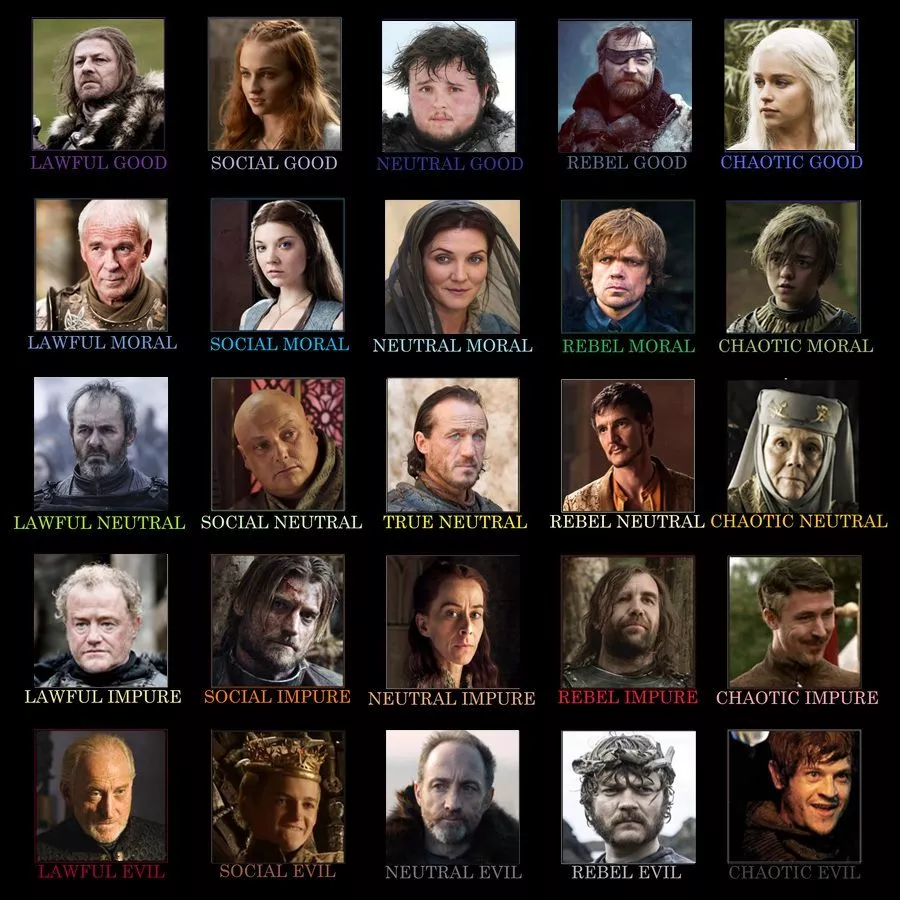 LAWFUL GOOD
SOCIAL GOOD
NEUTRAL GOOD
REBEL GOOD
CHAOTIC GOOD
LAWFUL MORAL
SOCIAL MORAL
NEUTRAL MORAL
REBEL MORAL
CHAOTIC MORAL
LAWFUL NEUTRAL
SOCIAL NEUTRAL
TRUE NEUTRAL
REBEL NEUTRAL
CHAOTIC NEUTRAL
LAWFUL IMPURE
SOCIAL IMPURE
NEUTRAL IMPURE
REBEL IMPURE
CHAOTIC IMPURE
LAWFUL EVIL
SOCIAL EVIL
NEUTRAL EVIL
REBEL EVIL
CHAOTIC EVIL